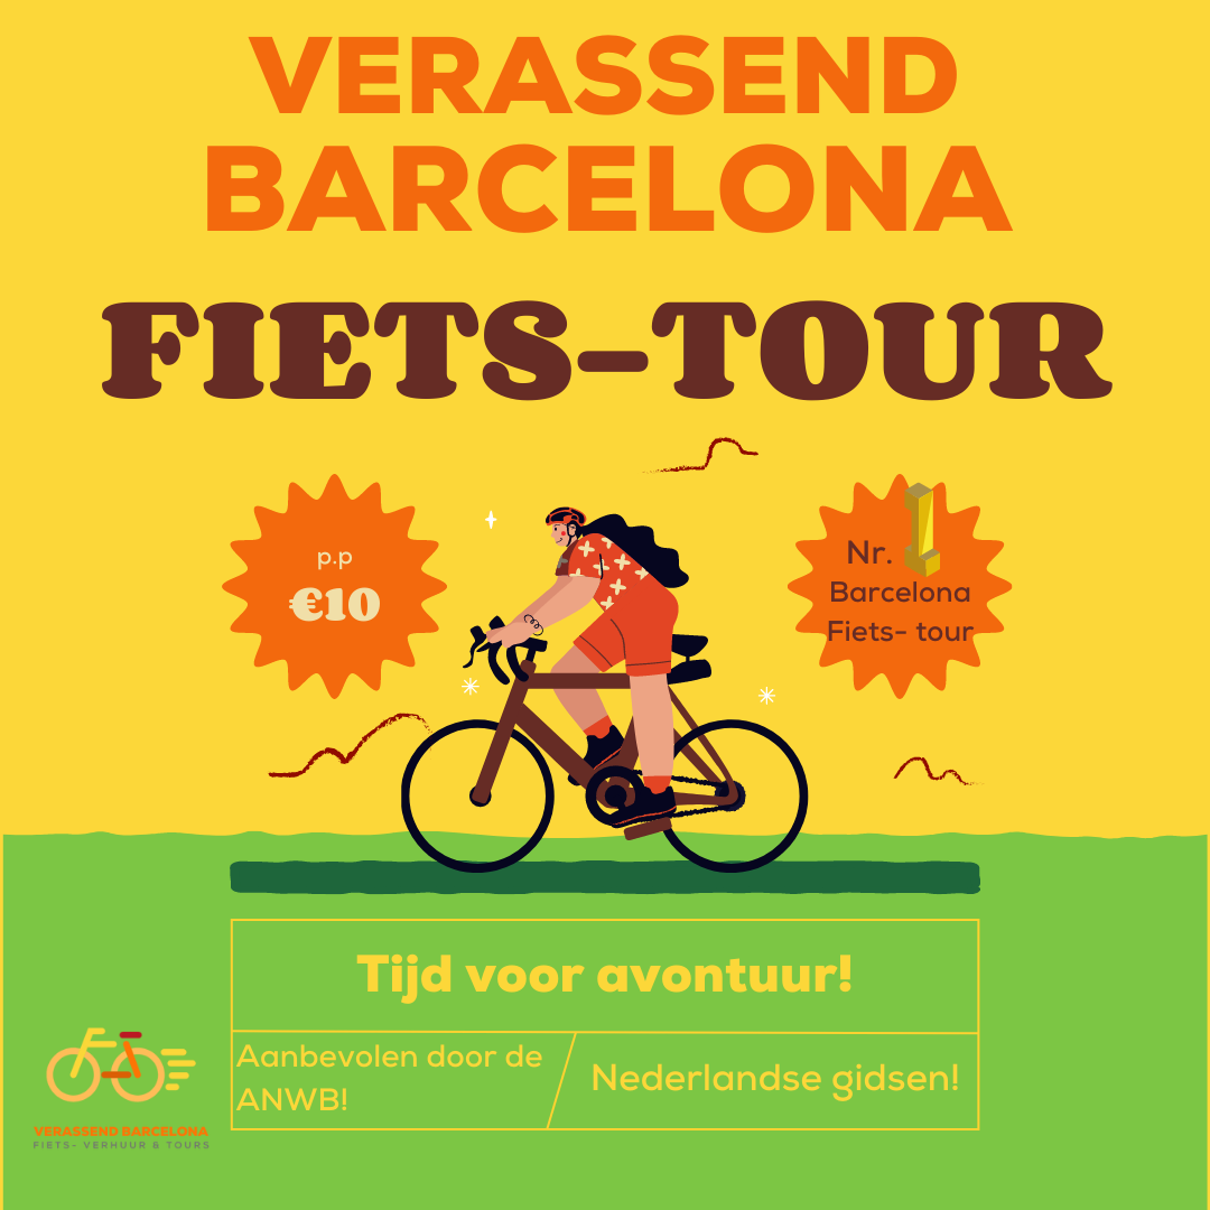 VERASSEND
BARCELONA
FIETS-TOUR
p.p
€10
Nr. 1
Barcelona
Fiets- tour
Tijd voor avontuur!
Aanbevolen door de
ANWB!
Nederlandse gidsen!
VERASSEND BARCELONA
FIETS- VERHUUR & TOURS